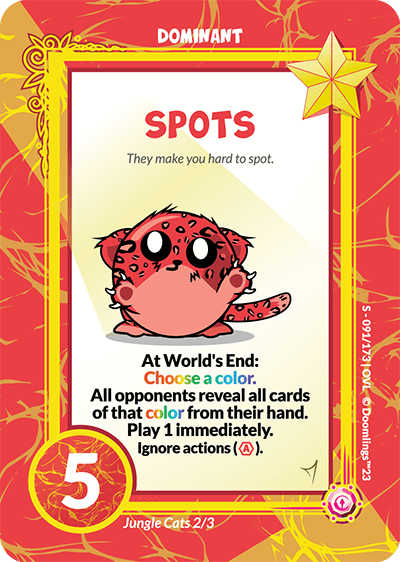 DOMINANT
SPOTS
They make you hard to spot.
At World's End:
Choose a color.
All opponents reveal all cards
of that color from their hand.
Play 1 immediately.
Ignore actions (A).
5
Jungle Cats 2/3
S - 091/173 | OVL © Doomlings™23